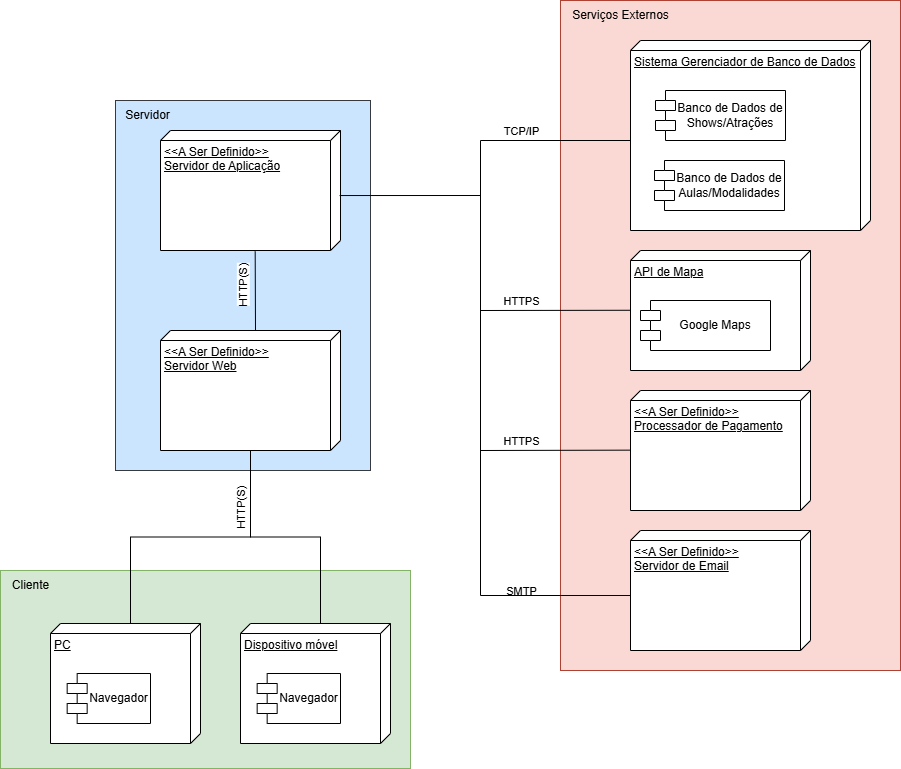 Serviços Externos
Sistema Gerenciador de Banco de Dados
Banco de Dados de
Shows/Atrações
Banco de Dados de
Aulas/Modalidades
Servidor
<<A Ser Definido>>
Servidor de Aplicação
TCP/IP
HTTP(S)
API de Mapa
Google Maps
HTTPS
<<A Ser Definido>>
Servidor Web
<<A Ser Definido>>
Processador de Pagamento
HTTPS
HTTP(S)
<<A Ser Definido>>
Servidor de Email
SMTP
Cliente
PC
Navegador
Dispositivo móvel
Navegador